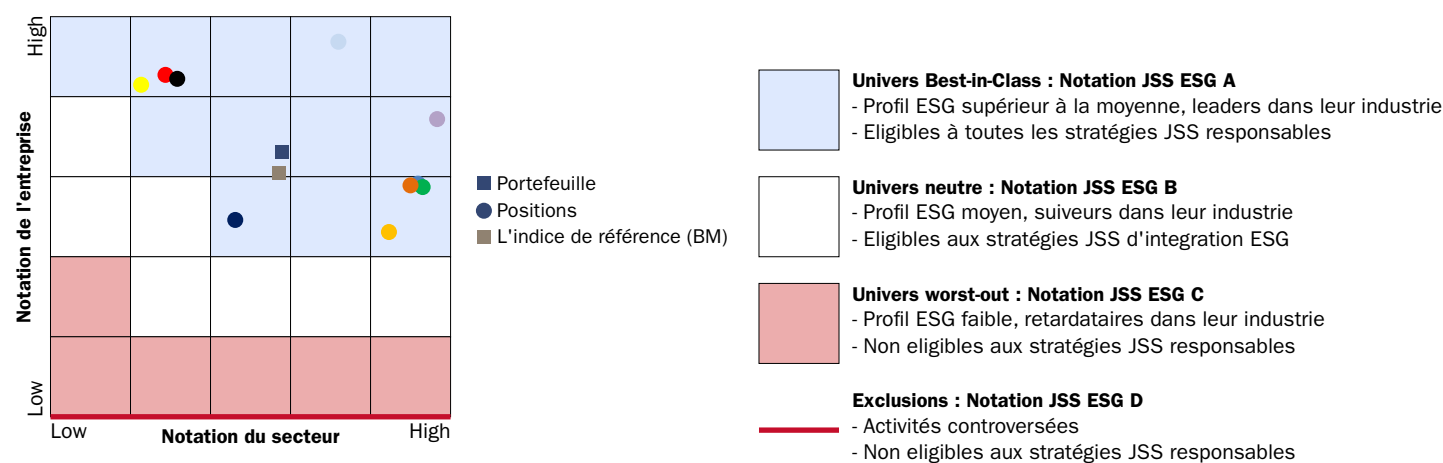 High
Notation de l'entreprise
Low
Low
Notation du secteur
High
Portefeuille
Positions
L'indice de référence (BM)
Univers Best-in-Class : Notation JSS ESG A
- Profil ESG supérieur à la moyenne, leaders dans leur industrie
- Eligibles à toutes les stratégies JSS responsables
Univers neutre : Notation JSS ESG B
- Profil ESG moyen, suiveurs dans leur industrie
- Eligibles aux stratégies JSS d'integration ESG
Univers worst-out : Notation JSS ESG C
- Profil ESG faible, retardataires dans leur industrie
- Non eligibles aux stratégies JSS responsables
Exclusions : Notation JSS ESG D
- Activités controversées
- Non eligibles aux stratégies JSS responsables